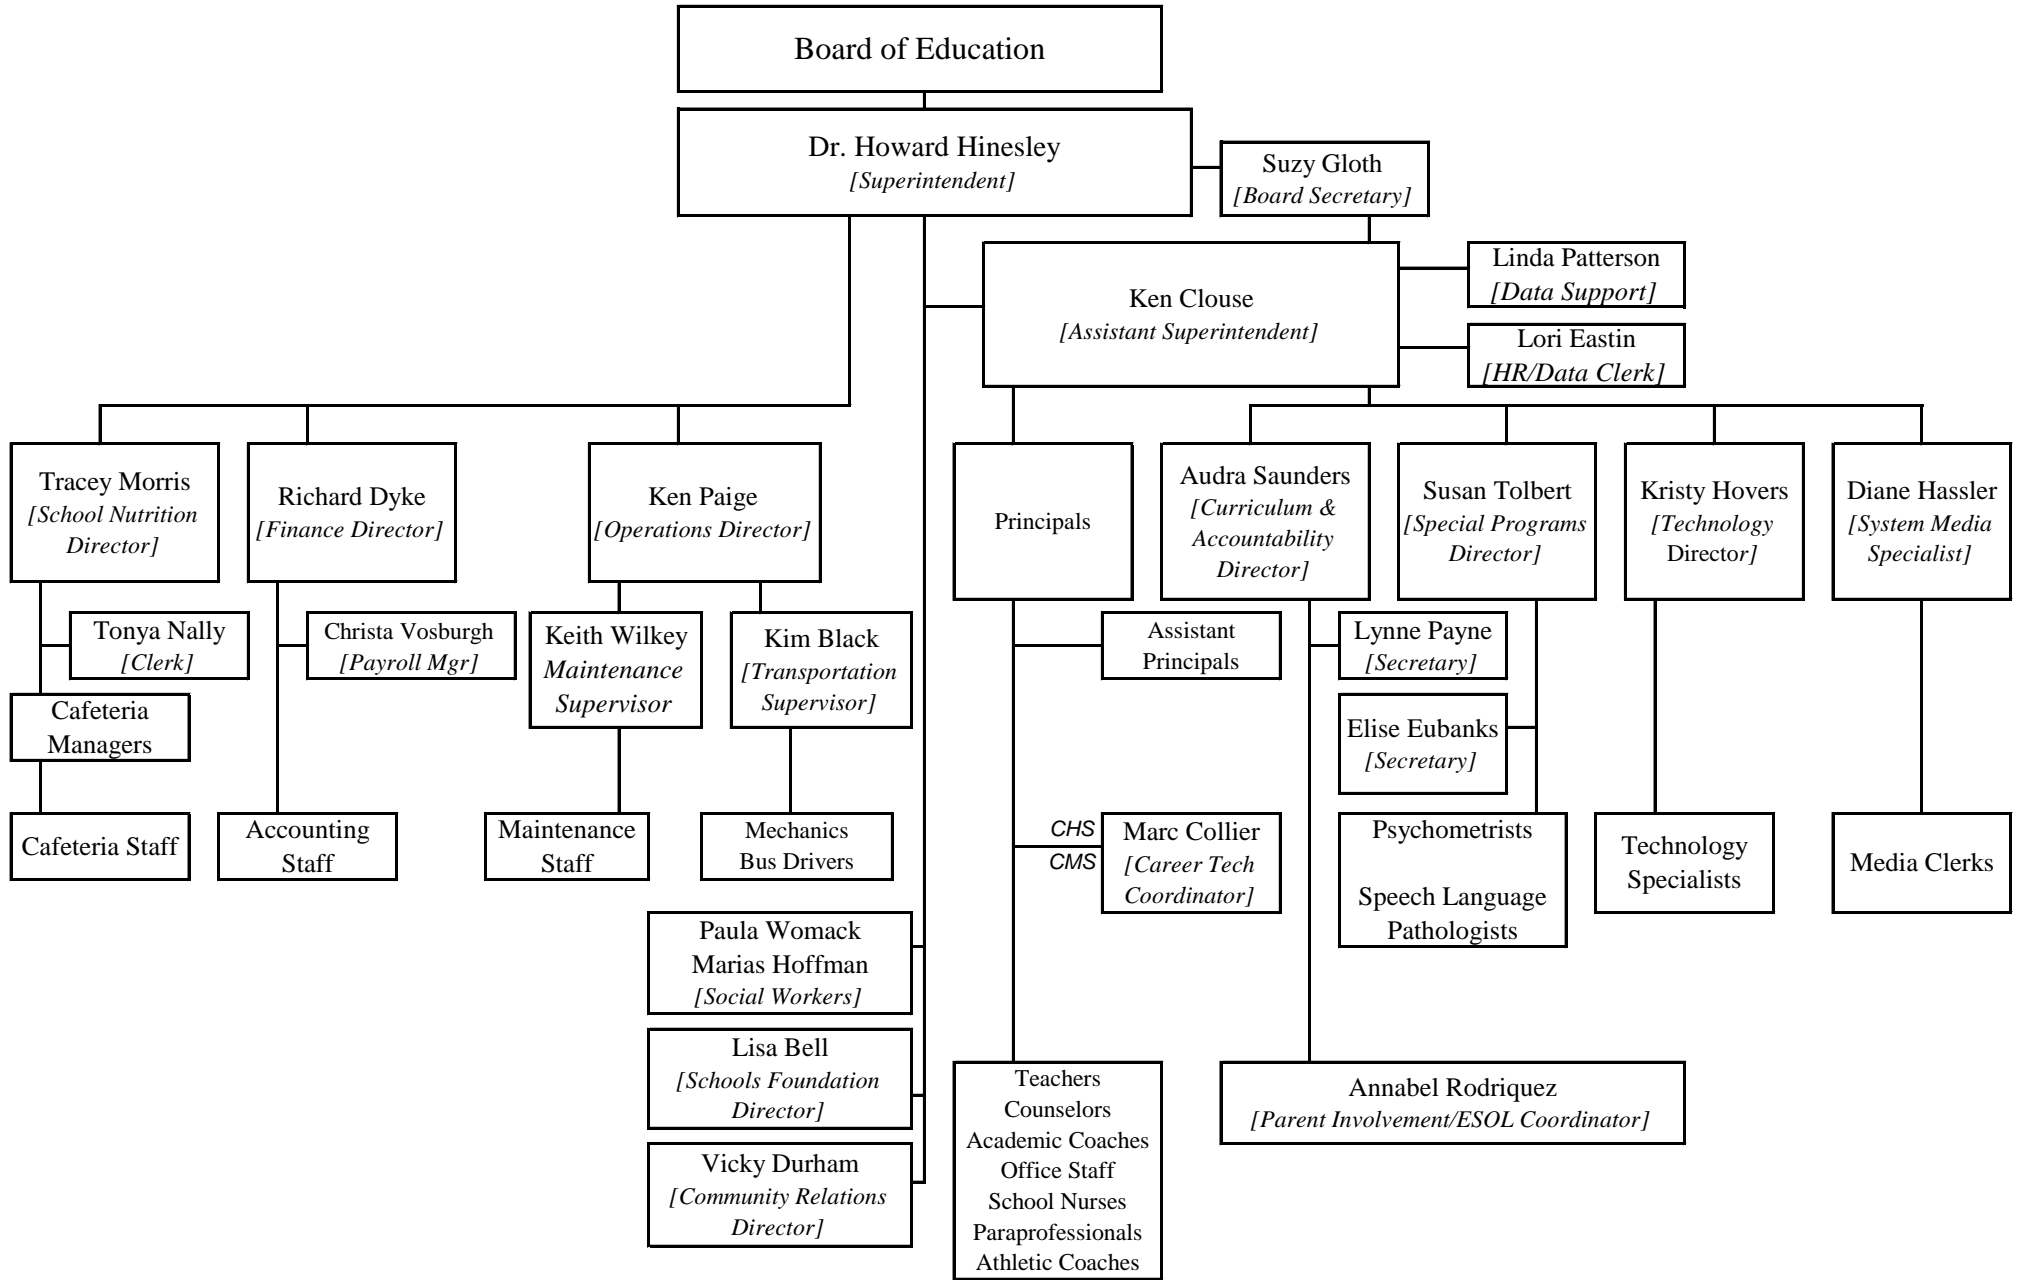 Board of Education
Dr. Howard Hinesley
[Superintendent]
Suzy Gloth
[Board Secretary]
Ken Clouse
[Assistant Superintendent]
Linda Patterson
[Data Support]
Lori Eastin
[HR/Data Clerk]
Tracey Morris
[School Nutrition
Director]
Richard Dyke
[Finance Director]
Ken Paige
[Operations Director]
Principals
Audra Saunders
[Curriculum &
Accountability
Director]
Susan Tolbert
[Special Programs
Director]
Kristy Hovers
[Technology
Director]
Diane Hassler
[System Media
Specialist]
Tonya Nally
[Clerk]
Christa Vosburgh
[Payroll Mgr]
Keith Wilkey
Maintenance
Supervisor
Kim Black
[Transportation
Supervisor]
Assistant
Principals
Lynne Payne
[Secretary]
Cafeteria
Managers
Elise Eubanks
[Secretary]
Cafeteria Staff
Accounting
Staff
Maintenance
Staff
Mechanics
Bus Drivers
CHS
CMS
Marc Collier
[Career Tech
Coordinator]
Psychometrists
Speech Language
Pathologists
Technology
Specialists
Media Clerks
Paula Womack
Marias Hoffman
[Social Workers]
Lisa Bell
[Schools Foundation
Director]
Vicky Durham
[Community Relations
Director]
Teachers
Counselors
Academic Coaches
Office Staff
School Nurses
Paraprofessionals
Athletic Coaches
Annabel Rodriquez
[Parent Involvement/ESOL Coordinator]